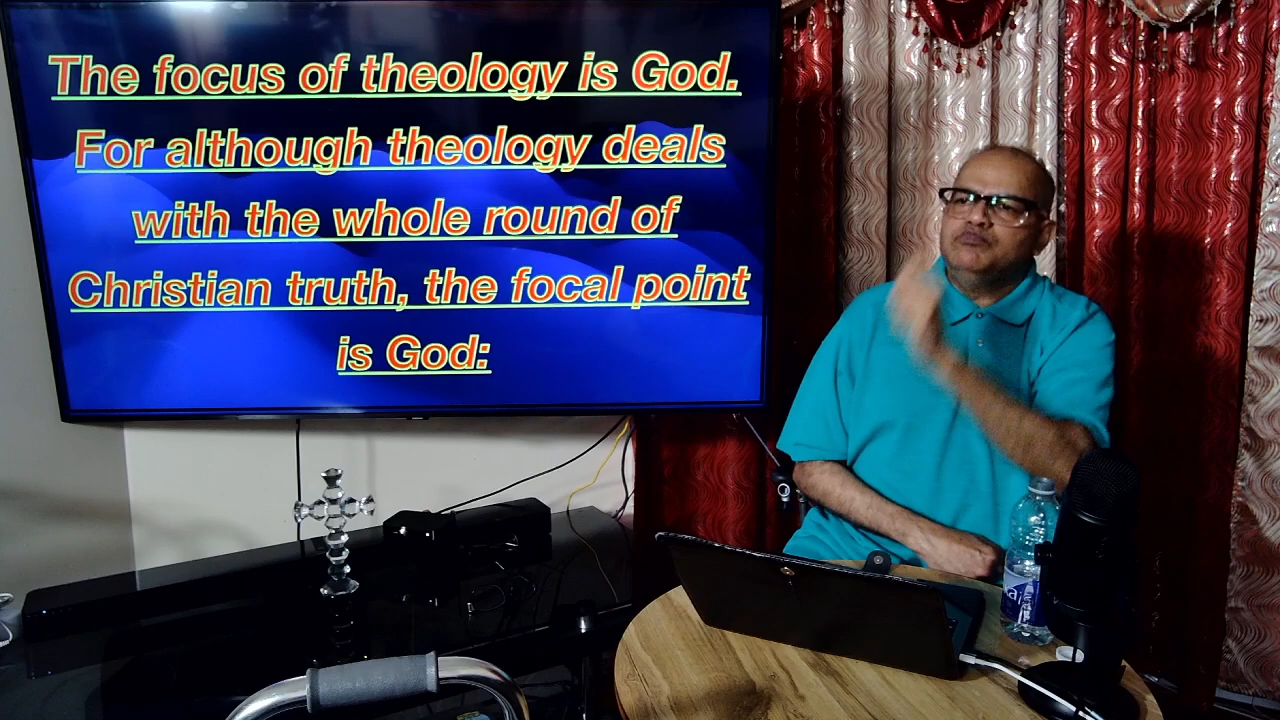 The focus of theology is God.
For although theology deals
with the whole round of
Christian truth, the focal point
is God: